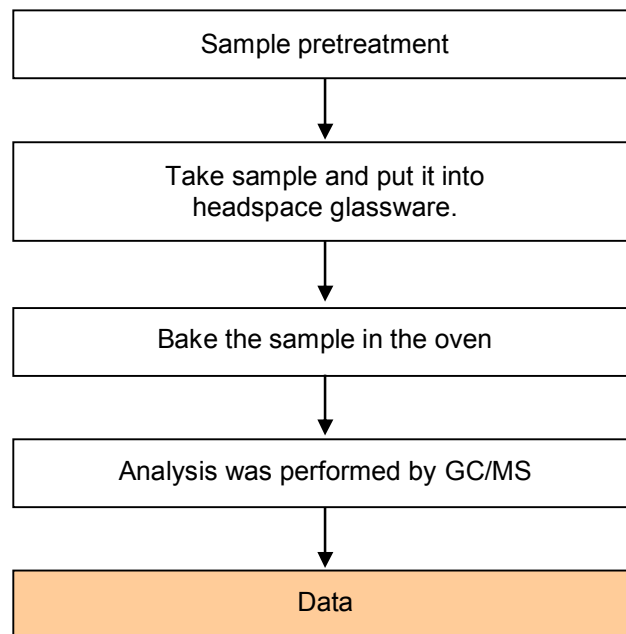 Sample pretreatment
Take sample and put it into
headspace glassware.
Bake the sample in the oven
Analysis was performed by GC/MS
Data